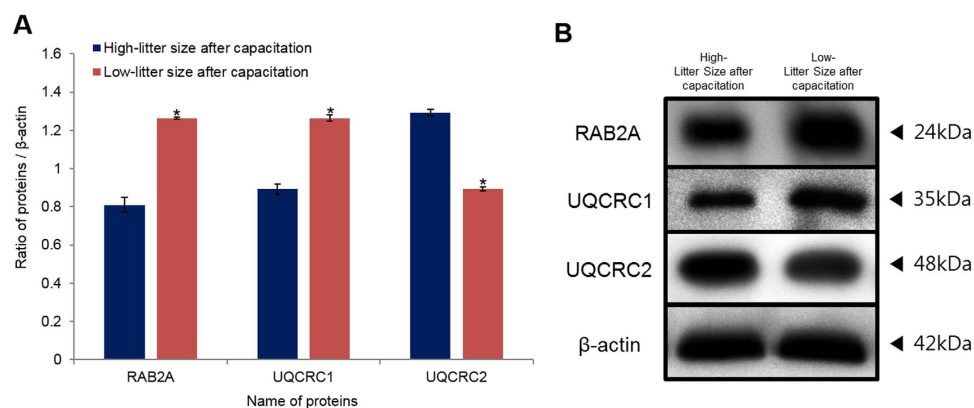 A
High-litter size after capacitation
Low-litter size after capacitation
Ratio of proteins / β-actin
1.6
1.4
1.2
1
0.8
0.6
0.4
0.2
0
*
*
*
RAB2A
UQCRC1
UQCRC2
Name of proteins
B
High-
Litter Size after
capacitation
Low-
Litter Size after
capacitation
RAB2A ◄ 24kDa
UQCRC1 ◄ 35kDa
UQCRC2 ◄ 48kDa
β-actin ◄ 42kDa